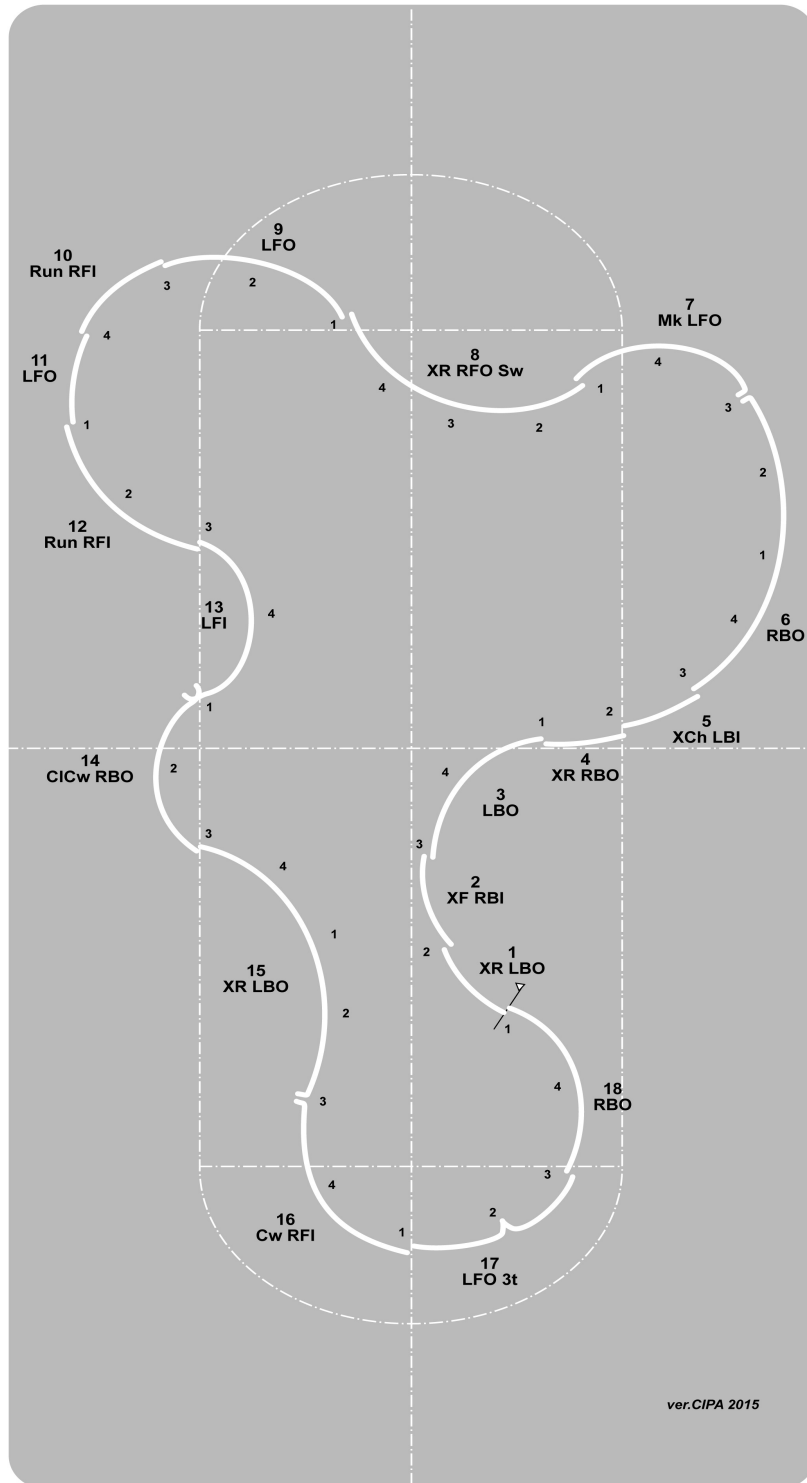 9
LFO
10
Run RFI
3
2
1
4
11
LFO
1
2
12
Run RFI
3
8
XR RFO Sw
4
3
2
1
7
Mk LFO
4
3
2
1
4
6
RBO
3
5
XCh LBI
2
4
XR RBO
1
13
LFI
4
1
14
ClCw RBO
2
3
4
3
LBO
3
2
XF RBI
2
1
XR LBO
1
4
1
15
XR LBO
2
3
18
RBO
4
3
16
Cw RFI
4
1
2
17
LFO 3t
ver.CIPA 2015